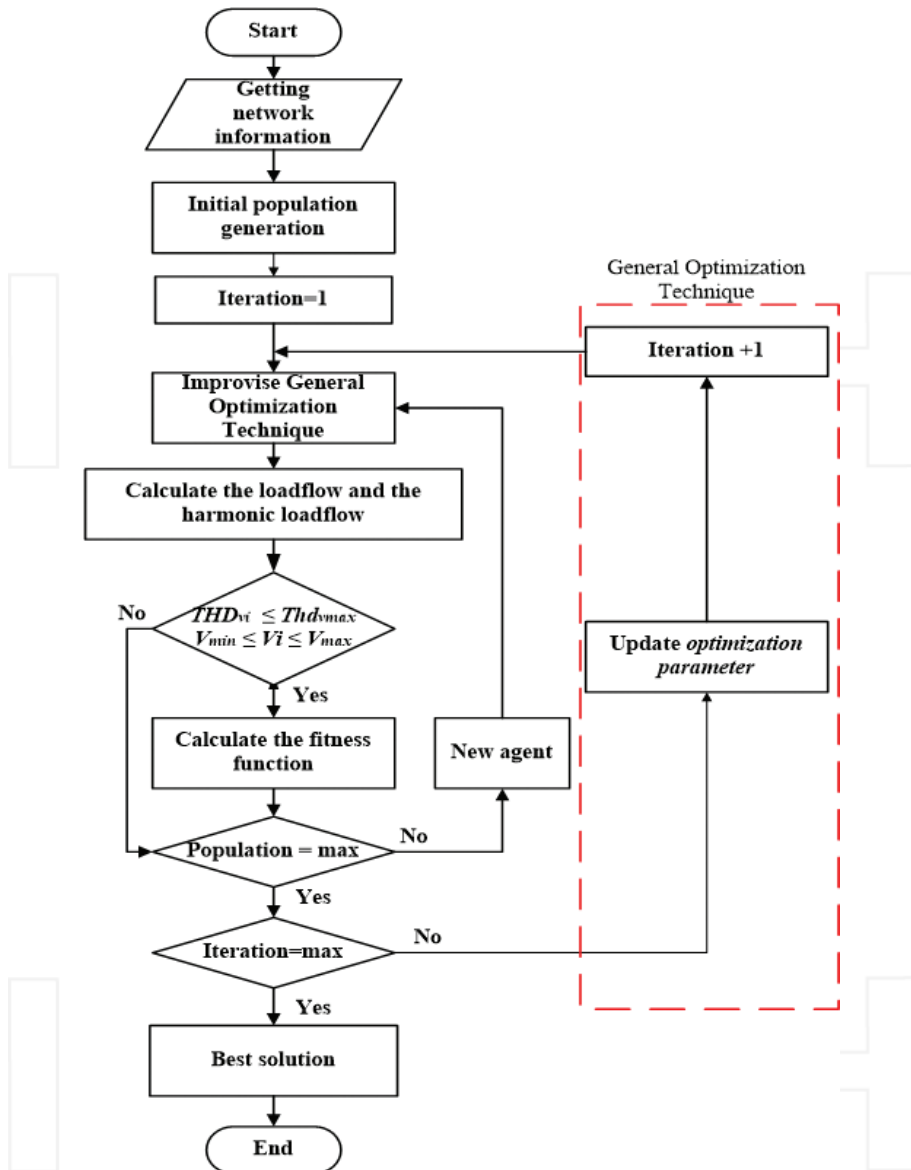 Start
Getting
network
information
Initial population
generation
Iteration=1
General Optimization
Technique
Iteration +1
Improvise General
Optimization
Technique
Calculate the loadflow and the
harmonic loadflow
No
THDvi ≤ Thdvmax
Vmin ≤ Vi ≤ Vmax
Yes
Update optimization
parameter
Calculate the fitness
function
New agent
No
Population = max
Yes
No
Iteration=max
Yes
Best solution
End